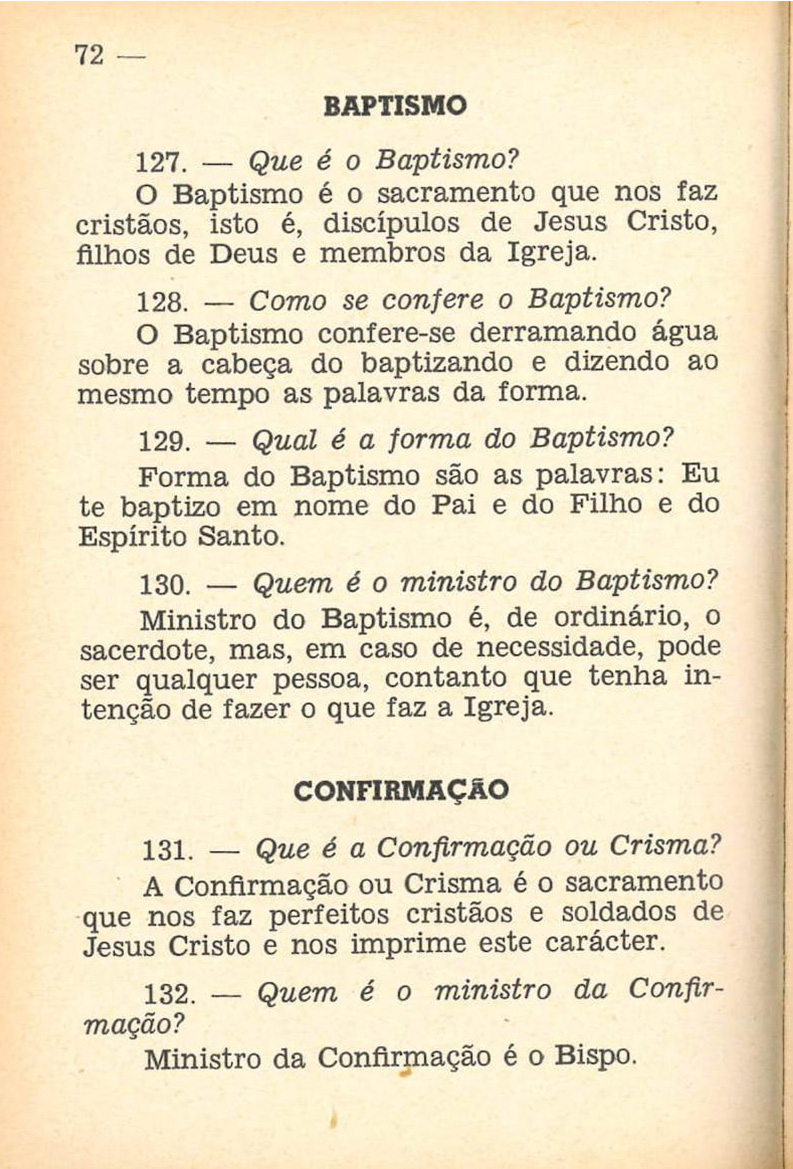 72 —
BAPTISMO
127. — Que é o Baptismo?
O Baptismo é o sacramento que nos faz
cristãos, isto é, discípulos de Jesus Cristo,
filhos de Deus e membros da Igreja.
128. — Como se confere o Baptismo?
O Baptismo confere-se derramando água
sobre a cabeça do baptizando e dizendo ao
mesmo tempo as palavras da forma.
129. — Qual é a forma do Baptismo?
Forma do Baptismo são as palavras: Eu
te baptizo em nome do Pai e do Filho e do
Espírito Santo.
130. — Quem é o ministro do Baptismo?
Ministro do Baptismo é, de ordinário, o
sacerdote, mas, em caso de necessidade, pode
ser qualquer pessoa, contanto que tenha in-
tenção de fazer o que faz a Igreja.
CONFIRMAÇÃO
131. — Que é a Confirmação ou Crisma?
A Confirmação ou Crisma é o sacramento
que nos faz perfeitos cristãos e soldados de
Jesus Cristo e nos imprime este carácter.
132. — Quem é o ministro da Confir-
mação?
Ministro da Confirmação é o Bispo.